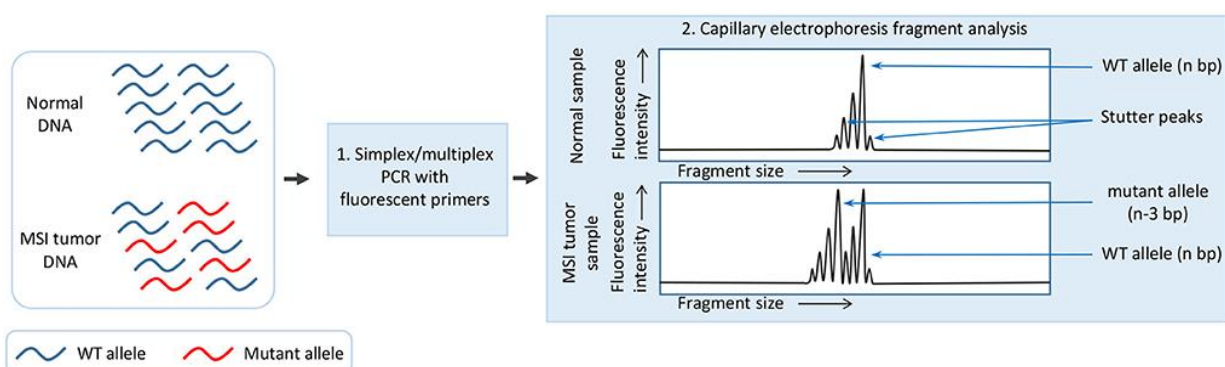 Normal
DNA
MSI tumor
DNA
WT allele
Mutant allele
1. Simplex/multiplex
PCR with
fluorescent primers
2. Capillary electrophoresis fragment analysis
Normal sample
Fluorescence
intensity
WT allele (n bp)
Stutter peaks
Fragment size
MSI tumor
sample
Fluorescence
intensity
mutant allele
(n-3 bp)
WT allele (n bp)
Fragment size